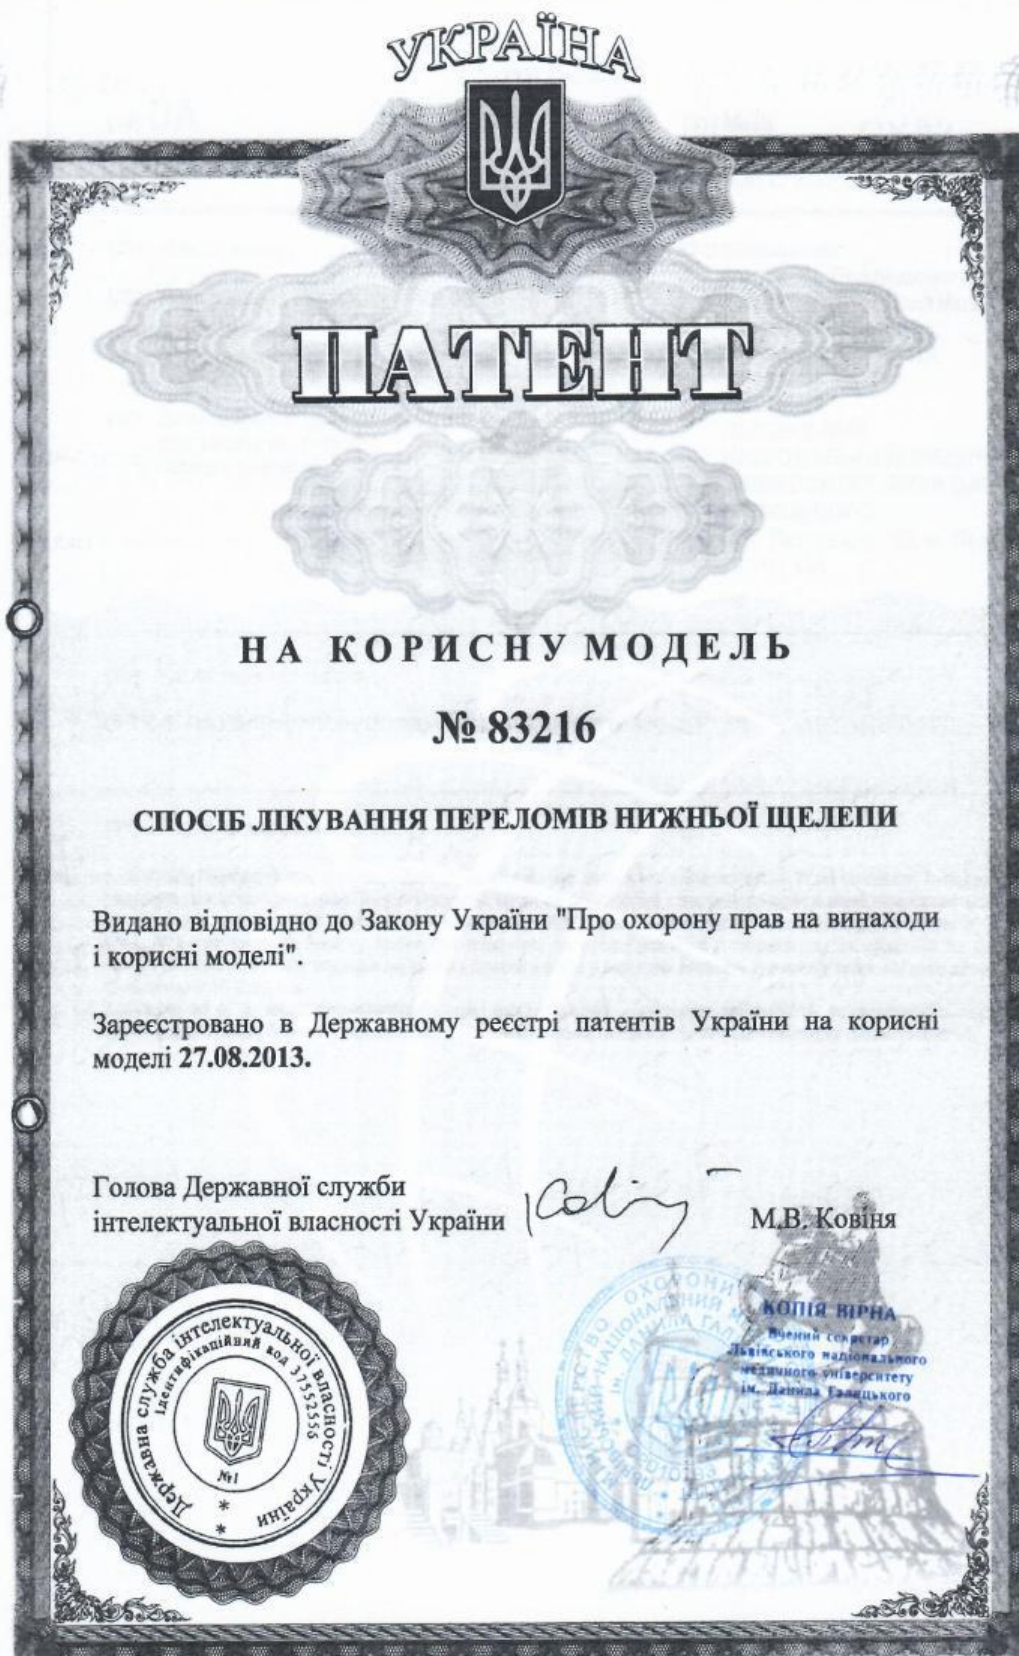 УКРАЇНА
ПАТЕНТ
НА КОРИСНУ МОДЕЛЬ
№ 83216
СПОСІБ ЛІКУВАННЯ ПЕРЕЛОМІВ НИЖНЬОЇ ЩЕЛЕПИ
Видано відповідно до Закону України "Про охорону прав на винаходи
і корисні моделі".
Зареєстровано в Державному реєстрі патентів України на корисні
моделі 27.08.2013.
Голова Державної служби
інтелектуальної власності України
М.В. Ковіня
Державна служба інтелектуальної власності України
Ідентифікаційний код 37552556
№1
КОПІЯ ВІРНА
Вчений секретар
Львівського національного
медичного університету
ім. Данила Галицького